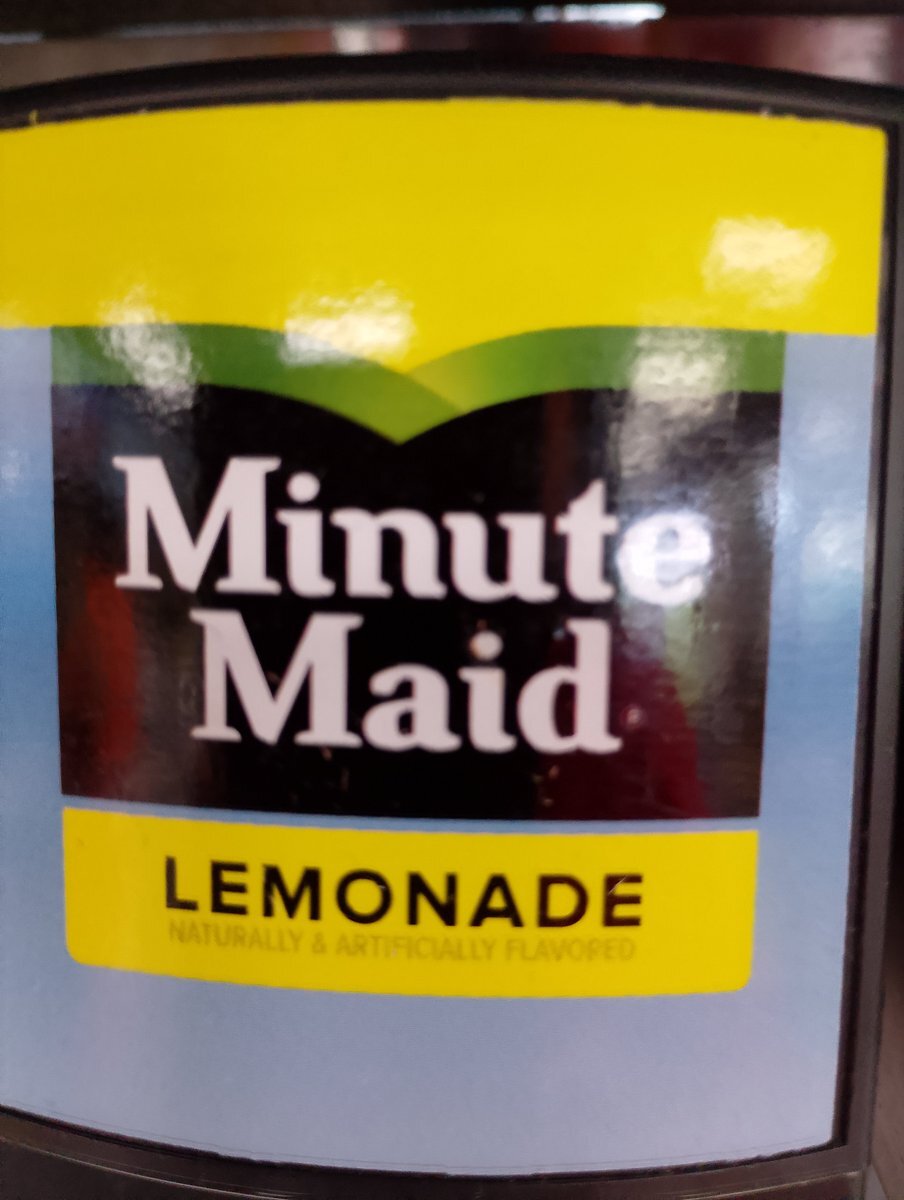 Minute
Maid
LEMONADE
NATURALLY & ARTIFICIALLY FLAVORED